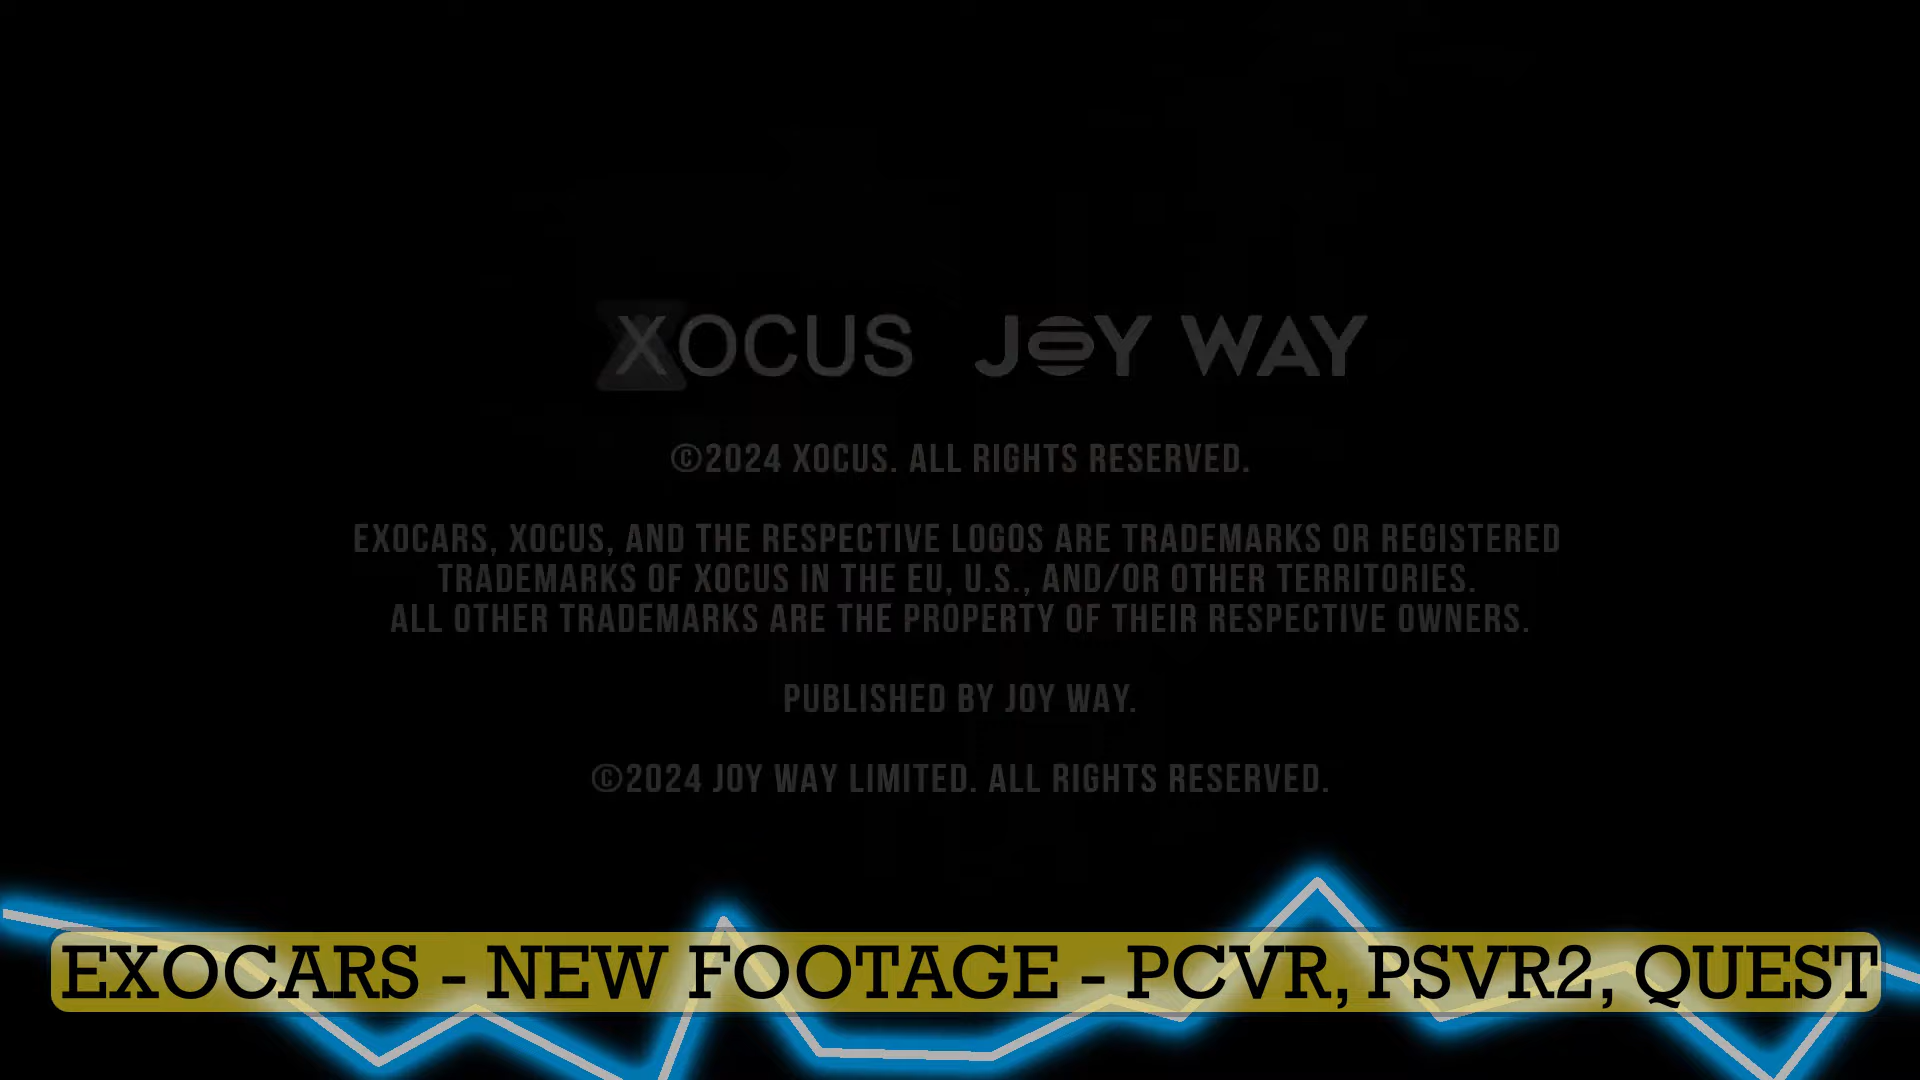 XOCUS JOY WAY
©2024 XOCUS. ALL RIGHTS RESERVED.
EXOCARS, XOCUS, AND THE RESPECTIVE LOGOS ARE TRADEMARKS OR REGISTERED
TRADEMARKS OF XOCUS IN THE EU, U.S., AND/OR OTHER TERRITORIES.
ALL OTHER TRADEMARKS ARE THE PROPERTY OF THEIR RESPECTIVE OWNERS.
PUBLISHED BY JOY WAY.
©2024 JOY WAY LIMITED. ALL RIGHTS RESERVED.
EXOCARS - NEW FOOTAGE - PCVR, PSVR2, QUEST